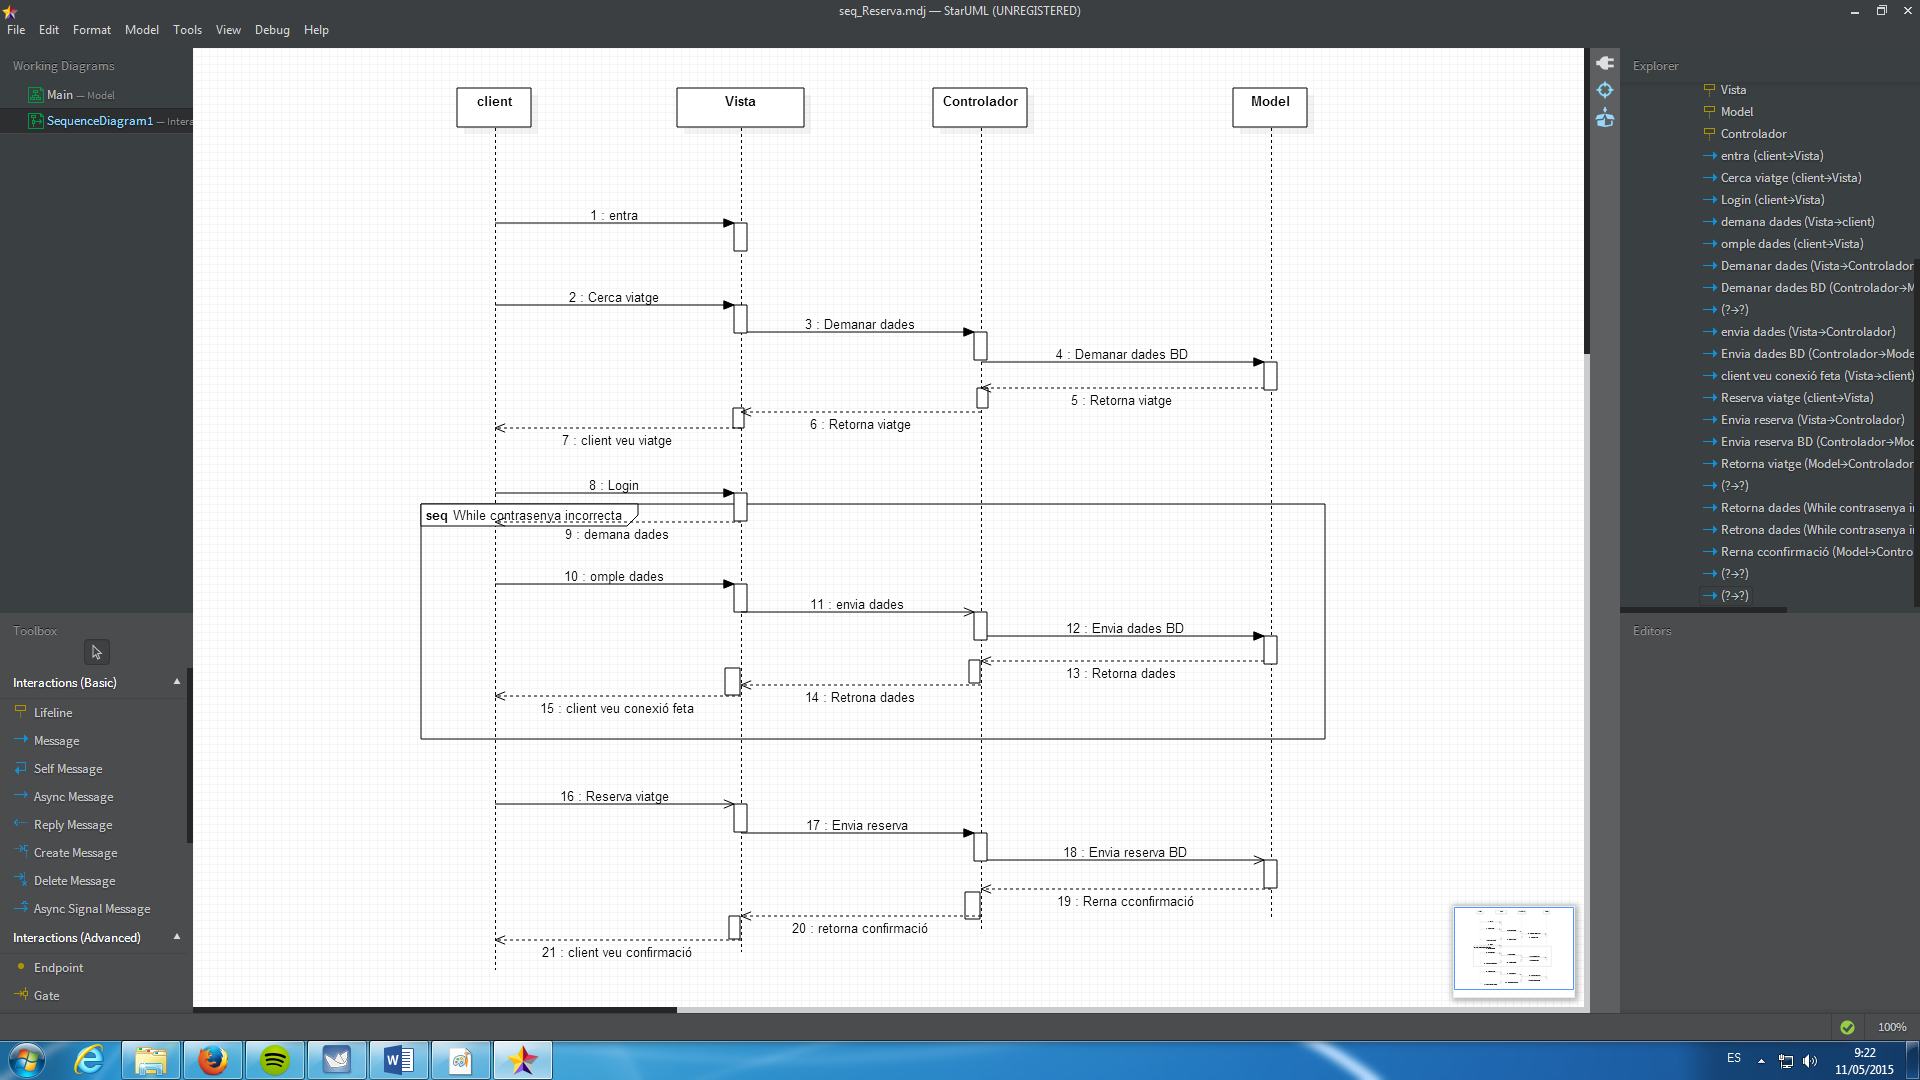 seq_Reserva.mdj — StarUML (UNREGISTERED)
File Edit Format Model Tools View Debug Help
Working Diagrams
Main — Model
SequenceDiagram1 — Intera
Toolbox
Interactions (Basic)
Lifeline
Message
Self Message
Async Message
Reply Message
Create Message
Delete Message
Async Signal Message
Interactions (Advanced)
Endpoint
Gate
client
Vista
Controlador
Model
1 : entra
2 : Cerca viatge
3 : Demanar dades
4 : Demanar dades BD
5 : Retorna viatge
6 : Retorna viatge
7 : client veu viatge
8 : Login
seq While contrasenya incorrecta
9 : demana dades
10 : omple dades
11 : envia dades
12 : Envia dades BD
13 : Retorna dades
14 : Retrona dades
15 : client veu conexió feta
16 : Reserva viatge
17 : Envia reserva
18 : Envia reserva BD
19 : Rerna cconfirmació
20 : retorna confirmació
21 : client veu confirmació
Explorer
Vista
Model
Controlador
entra (client→Vista)
Cerca viatge (client→Vista)
Login (client→Vista)
demana dades (Vista→client)
omple dades (client→Vista)
Demanar dades (Vista→Controlador
Demanar dades BD (Controlador→M
(?→?)
envia dades (Vista→Controlador)
Envia dades BD (Controlador→Mode
client veu conexió feta (Vista→client)
Reserva viatge (client→Vista)
Envia reserva (Vista→Controlador)
Envia reserva BD (Controlador→Moc
Retorna viatge (Model→Controlador
(?→?)
Retorna dades (While contrasenya i
Retrona dades (While contrasenya i
Rerna cconfirmació (Model→Contro
(?→?)
(?→?)
Editors
100%
ES
9:22
11/05/2015